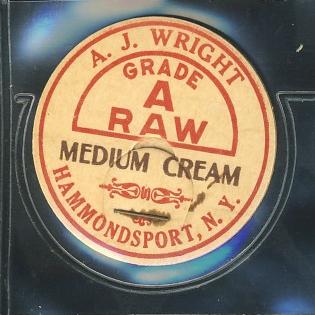 A. J. WRIGHT
GRADE
A
RAW
MEDIUM CREAM
HAMMONDSPORT, N. Y.